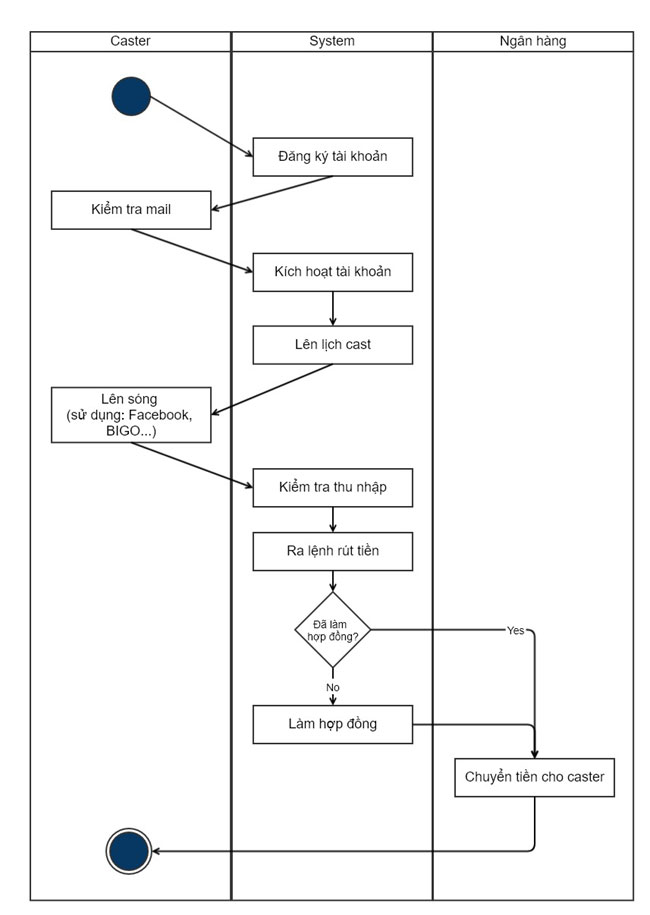 Caster
System
Ngân hàng
Đăng ký tài khoản
Kiểm tra mail
Kích hoạt tài khoản
Lên lịch cast
Lên sóng
(sử dụng: Facebook,
BIGO...)
Kiểm tra thu nhập
Ra lệnh rút tiền
Đã làm
hợp đồng?
Yes
No
Làm hợp đồng
Chuyển tiền cho caster